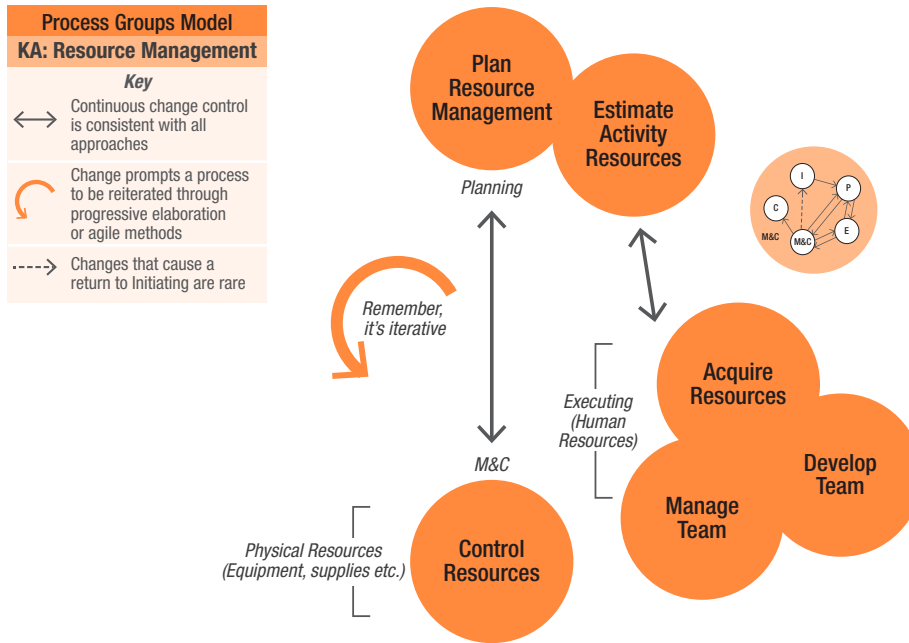 Process Groups Model
KA: Resource Management
Key
Continuous change control
is consistent with all
approaches
Change prompts a process
to be reiterated through
progressive elaboration
or agile methods
Changes that cause a
return to Initiating are rare
Plan
Resource
Management
Estimate
Activity
Resources
Planning
I
P
C
E
M&C
M&C
Remember,
it's iterative
Executing
(Human
Resources)
Acquire
Resources
Develop
Team
Manage
Team
M&C
Physical Resources
(Equipment, supplies etc.)
Control
Resources